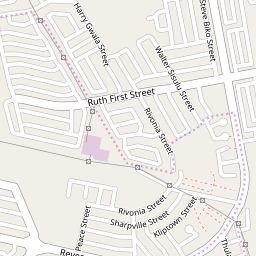 Harry Gwala Street
Steve Biko Street
Walter Sisulu Street
Ruth First Street
Rivonia Street
Rivonia Street
Sharpville Street
Kliptown Street
Peace Street